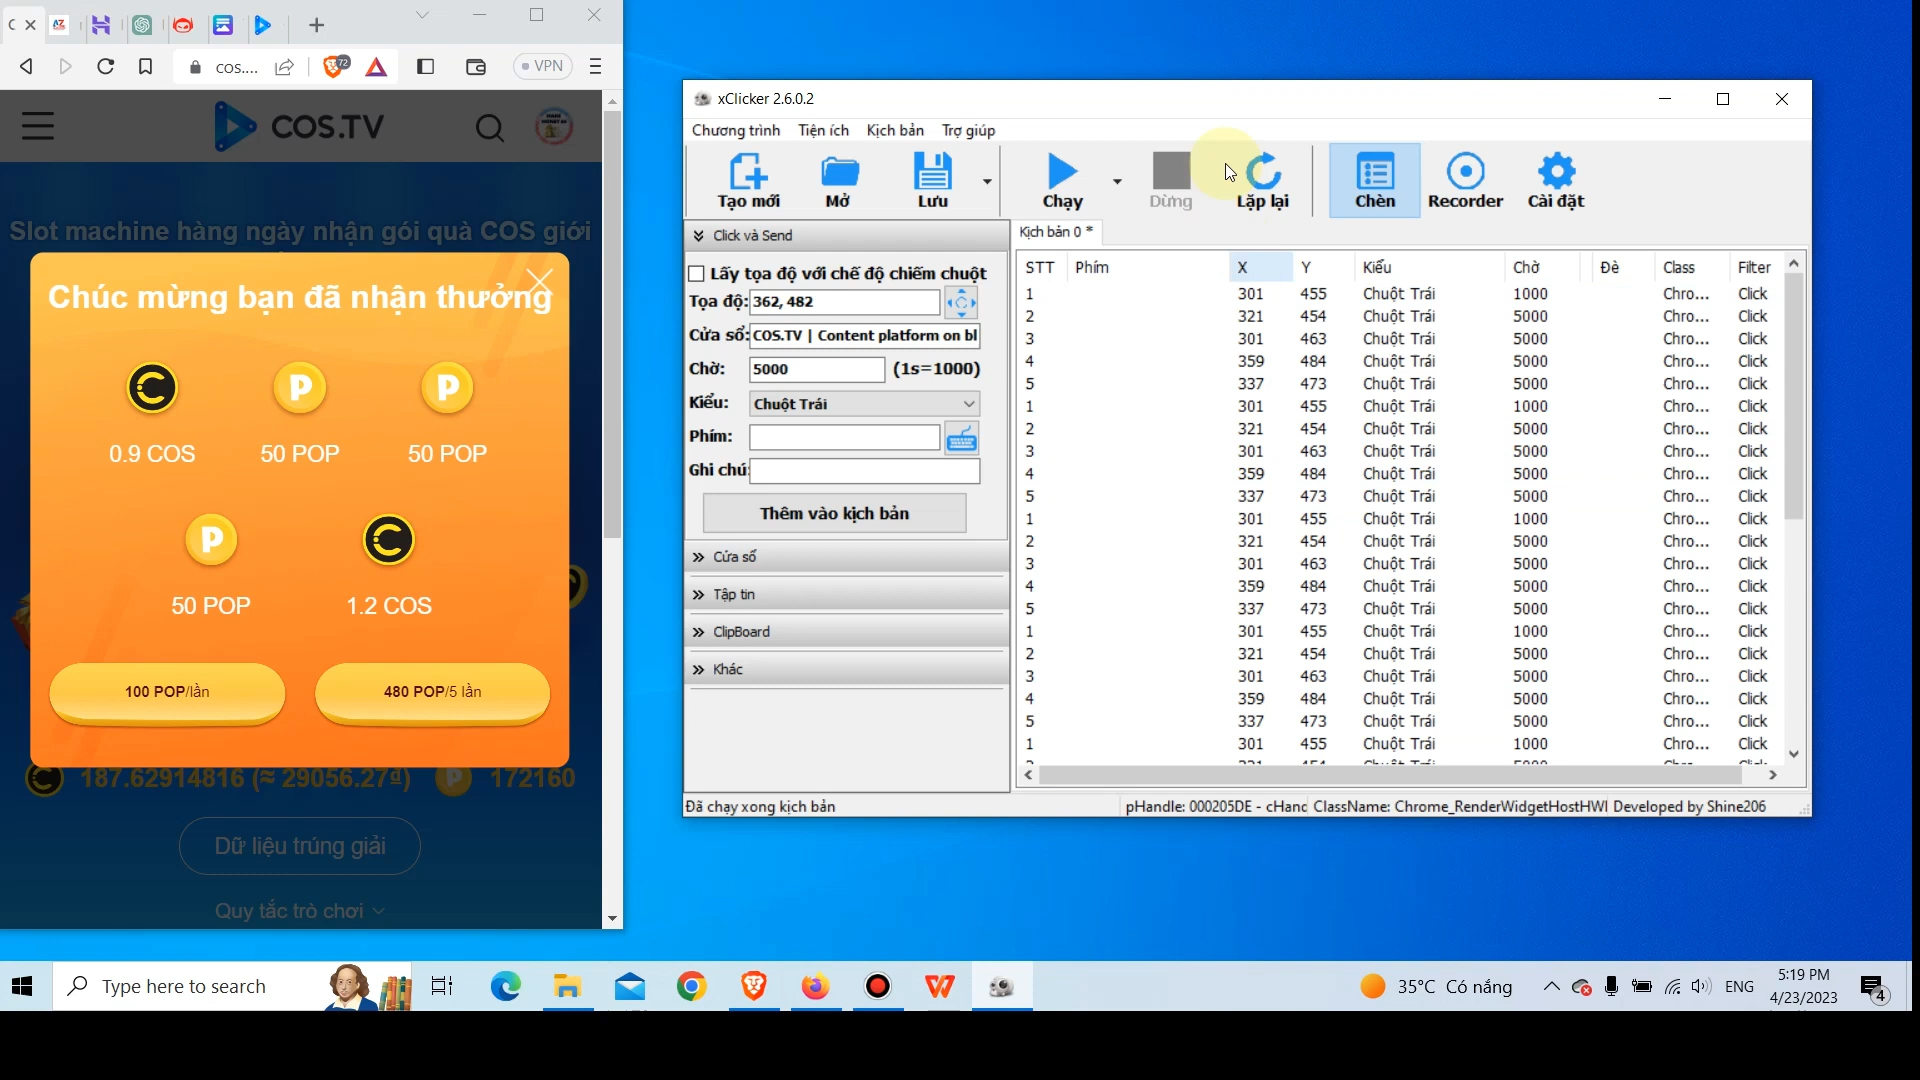 72
VPN
cos....
COS.TV
Slot machine hàng ngày nhận gói quà COS giới
Chúc mừng bạn đã nhận thưởng
0.9 COS
50 POP
50 POP
50 POP
1.2 COS
100 POP/lần
480 POP/5 lần
187.62914816 (≈ 29056.27₫)
172160
Dữ liệu trúng giải
Quy tắc trò chơi
xClicker 2.6.0.2
Chương trình Tiện ích Kịch bản Trợ giúp
Tạo mới Mở Lưu Chạy Dừng Lặp lại Chèn Recorder Cài đặt
Click và Send
Lấy tọa độ với chế độ chiếm chuột
Tọa độ: 362, 482
Cửa sổ: COS.TV | Content platform on bl
Chờ: 5000 (1s=1000)
Kiểu: Chuột Trái
Phím:
Ghi chú:
Thêm vào kịch bản
Cửa sổ
Tập tin
ClipBoard
Khác
Kịch bản 0 *
STT Phím X Y Kiểu Chờ Đè Class Filter
1 301 455 Chuột Trái 1000 Chro... Click
2 321 454 Chuột Trái 5000 Chro... Click
3 301 463 Chuột Trái 5000 Chro... Click
4 359 484 Chuột Trái 5000 Chro... Click
5 337 473 Chuột Trái 5000 Chro... Click
1 301 455 Chuột Trái 1000 Chro... Click
2 321 454 Chuột Trái 5000 Chro... Click
3 301 463 Chuột Trái 5000 Chro... Click
4 359 484 Chuột Trái 5000 Chro... Click
5 337 473 Chuột Trái 5000 Chro... Click
1 301 455 Chuột Trái 1000 Chro... Click
2 321 454 Chuột Trái 5000 Chro... Click
3 301 463 Chuột Trái 5000 Chro... Click
4 359 484 Chuột Trái 5000 Chro... Click
5 337 473 Chuột Trái 5000 Chro... Click
1 301 455 Chuột Trái 1000 Chro... Click
2 321 454 Chuột Trái 5000 Chro... Click
3 301 463 Chuột Trái 5000 Chro... Click
4 359 484 Chuột Trái 5000 Chro... Click
5 337 473 Chuột Trái 5000 Chro... Click
1 301 455 Chuột Trái 1000 Chro... Click
Đã chạy xong kịch bản
pHandle: 000205DE - cHanc
ClassName: Chrome_RenderWidgetHostHWI
Developed by Shine206
Type here to search
35°C Có nắng
ENG
5:19 PM
4/23/2023
4